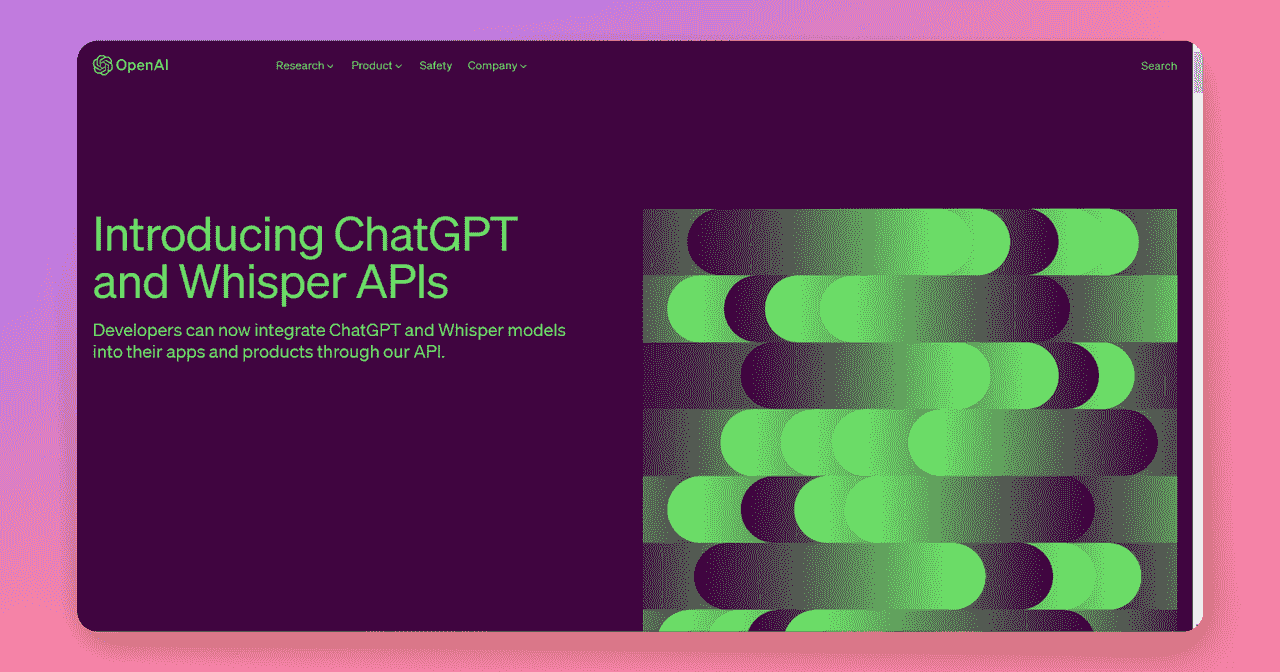 OpenAI
Research Product Safety Company
Search
Introducing ChatGPT
and Whisper APIs
Developers can now integrate ChatGPT and Whisper models
into their apps and products through our API.